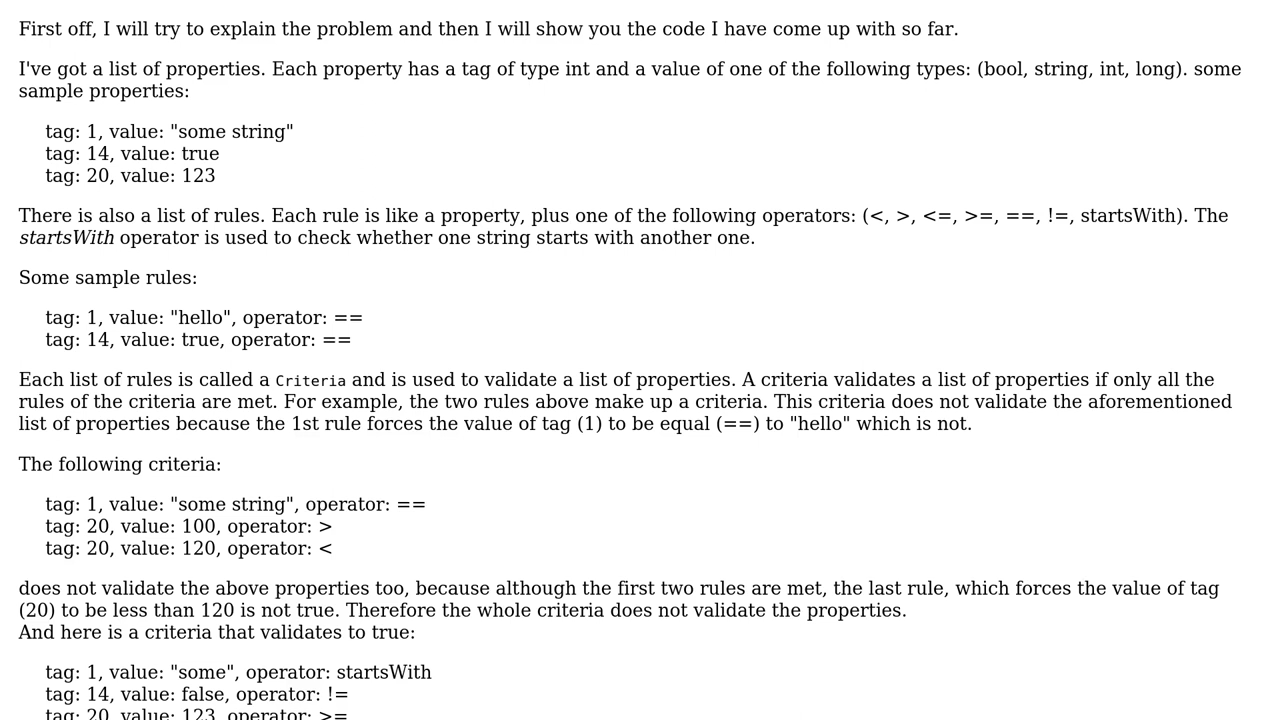 First off, I will try to explain the problem and then I will show you the code I have come up with so far.
I've got a list of properties. Each property has a tag of type int and a value of one of the following types: (bool, string, int, long). some
sample properties:
tag: 1, value: "some string"
tag: 14, value: true
tag: 20, value: 123
There is also a list of rules. Each rule is like a property, plus one of the following operators: (<, >, <=, >=, ==, !=, startsWith). The
startsWith operator is used to check whether one string starts with another one.
Some sample rules:
tag: 1, value: "hello", operator: ==
tag: 14, value: true, operator: ==
Each list of rules is called a Criteria and is used to validate a list of properties. A criteria validates a list of properties if only all the
rules of the criteria are met. For example, the two rules above make up a criteria. This criteria does not validate the aforementioned
list of properties because the 1st rule forces the value of tag (1) to be equal (==) to "hello" which is not.
The following criteria:
tag: 1, value: "some string", operator: ==
tag: 20, value: 100, operator: >
tag: 20, value: 120, operator: <
does not validate the above properties too, because although the first two rules are met, the last rule, which forces the value of tag
(20) to be less than 120 is not true. Therefore the whole criteria does not validate the properties.
And here is a criteria that validates to true:
tag: 1, value: "some", operator: startsWith
tag: 14, value: false, operator: !=
tag: 20, value: 123, operator: >=